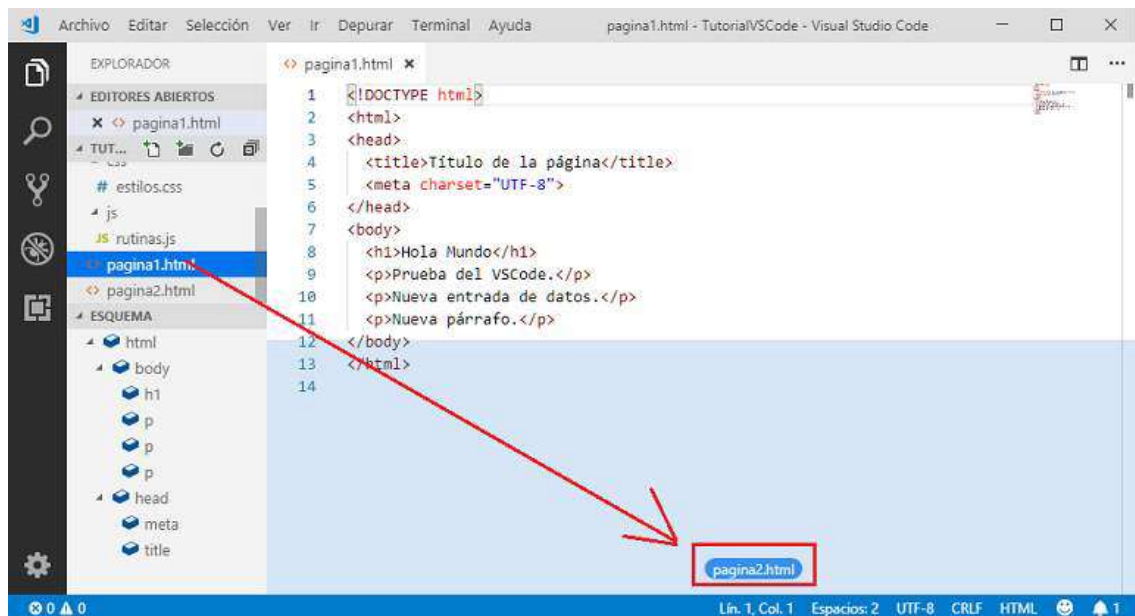 Archivo Editar Selección Ver Ir Depurar Terminal Ayuda pagina1.html - TutorialVSCode - Visual Studio Code
EXPLORADOR
EDITORES ABIERTOS
pagina1.html
TUT...
css
# estilos.css
js
JS rutinas.js
pagina1.html
pagina2.html
ESQUEMA
html
body
h1
p
p
p
head
meta
title
pagina1.html
1 <!DOCTYPE html>
2 <html>
3 <head>
4 <title>Título de la página</title>
5 <meta charset="UTF-8">
6 </head>
7 <body>
8 <h1>Hola Mundo</h1>
9 <p>Prueba del VSCode.</p>
10 <p>Nueva entrada de datos.</p>
11 <p>Nueva párrafo.</p>
12 </body>
13 </html>
14
pagina2.html
0 0 Lín. 1, Col. 1 Espacios: 2 UTF-8 CRLF HTML 1